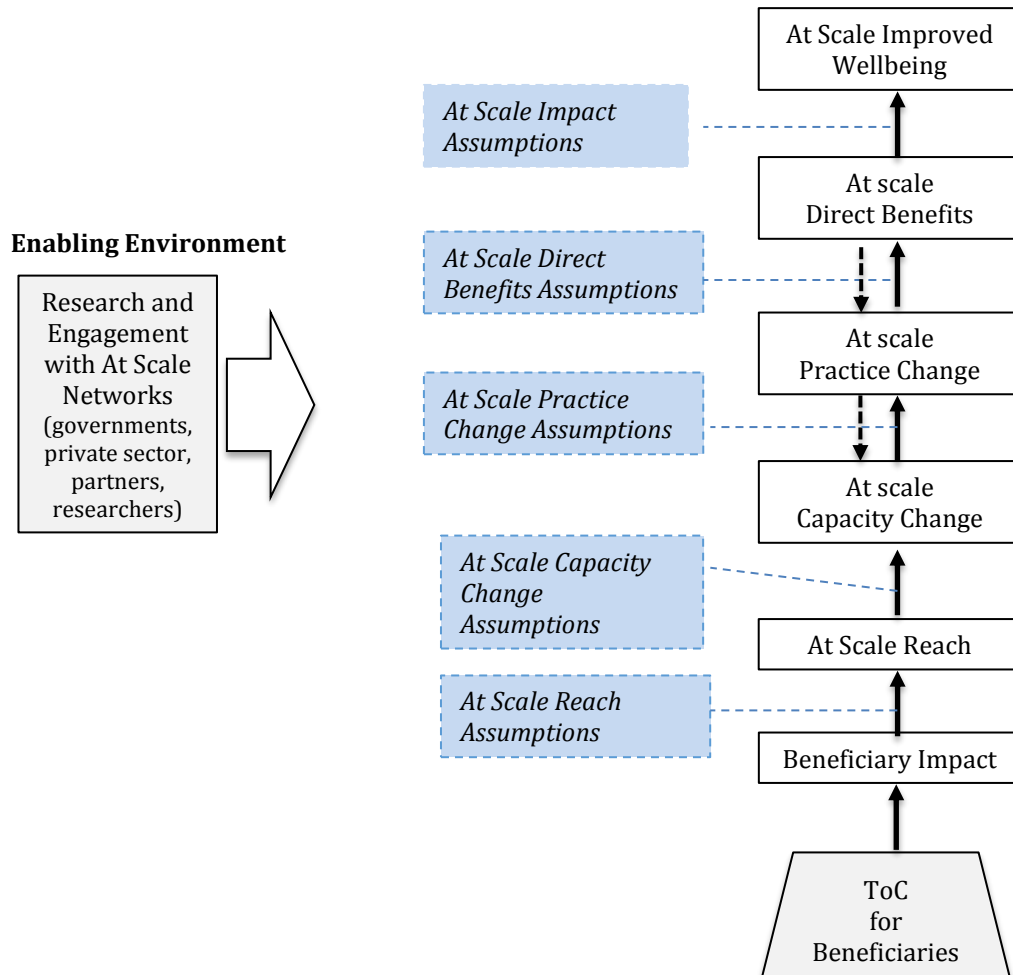 At Scale Improved
Wellbeing
At Scale Impact
Assumptions
At scale
Direct Benefits
Enabling Environment
Research and
Engagement
with At Scale
Networks
(governments,
private sector,
partners,
researchers)
At Scale Direct
Benefits Assumptions
At scale
Practice Change
At Scale Practice
Change Assumptions
At scale
Capacity Change
At Scale Capacity
Change
Assumptions
At Scale Reach
At Scale Reach
Assumptions
Beneficiary Impact
ToC
for
Beneficiaries